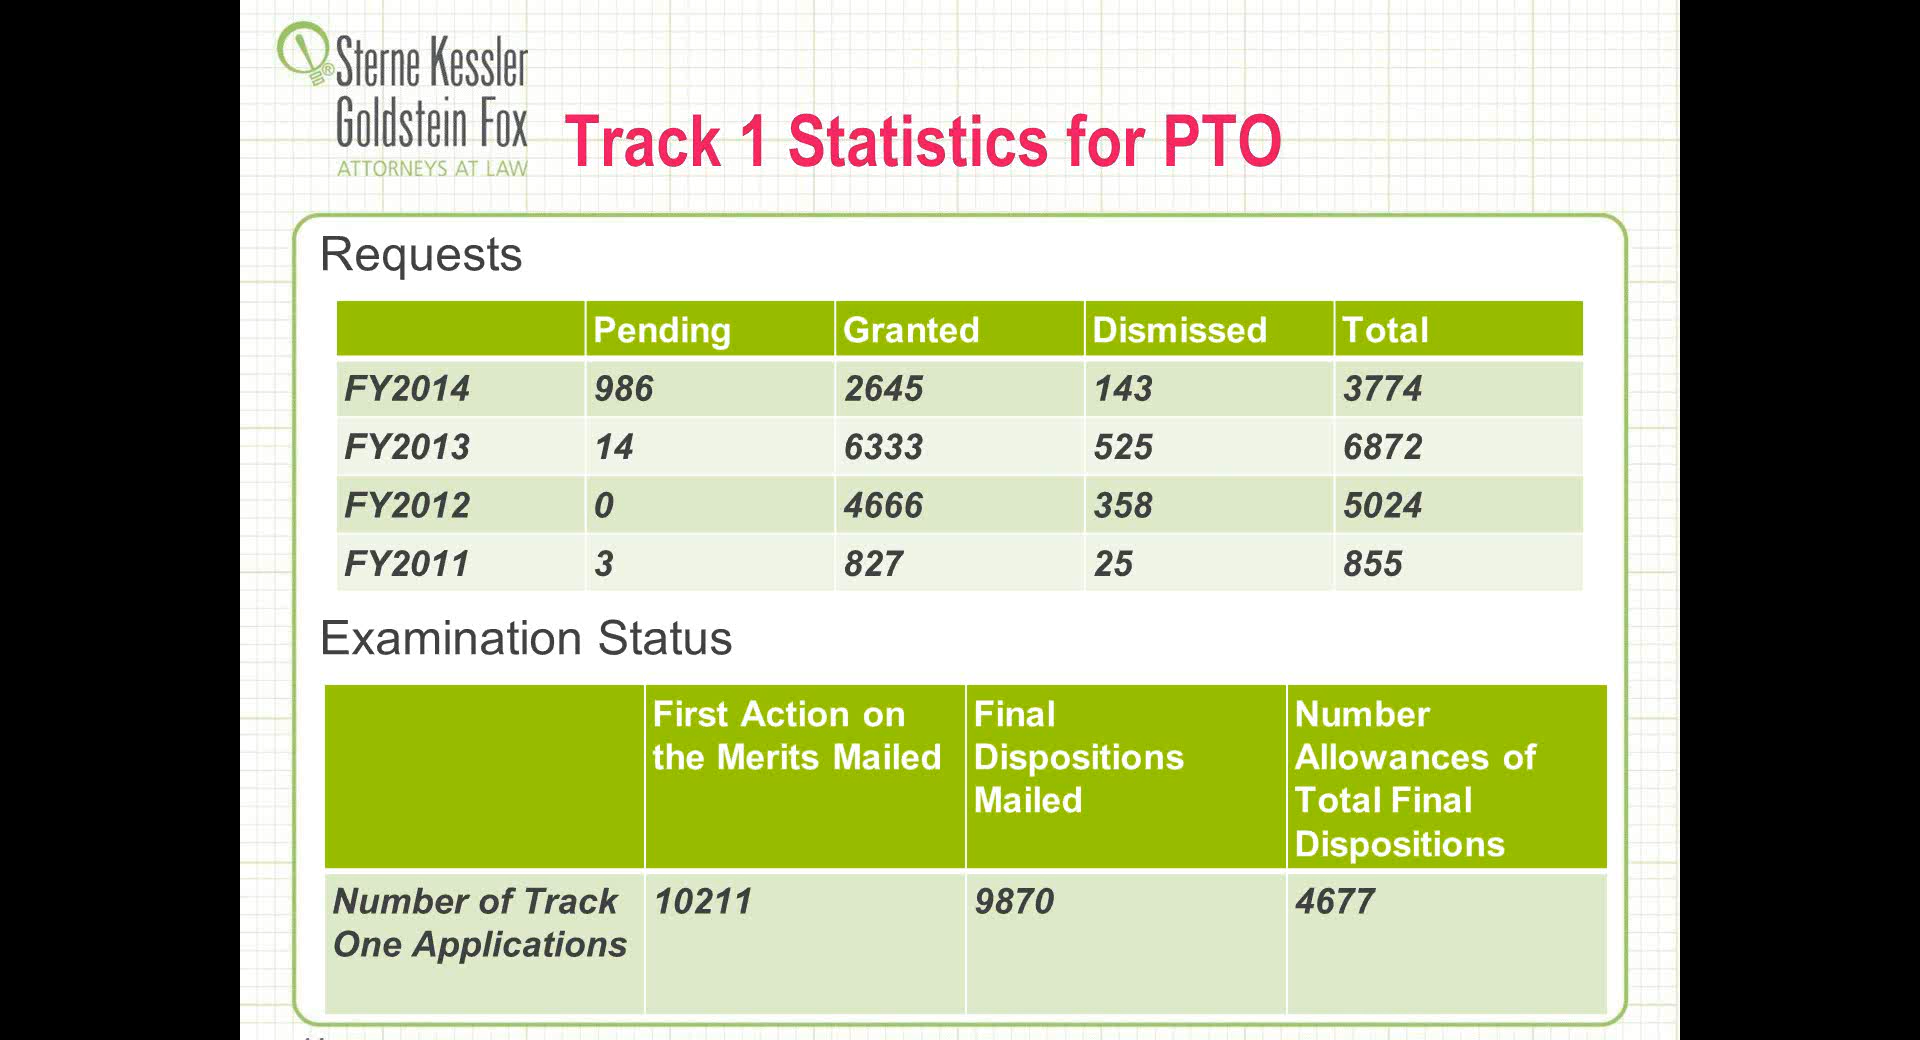 Sterne Kessler
Goldstein Fox
ATTORNEYS AT LAW
Track 1 Statistics for PTO
Requests
Pending Granted Dismissed Total
FY2014 986 2645 143 3774
FY2013 14 6333 525 6872
FY2012 0 4666 358 5024
FY2011 3 827 25 855
Examination Status
First Action on
the Merits Mailed
Final
Dispositions
Mailed
Number
Allowances of
Total Final
Dispositions
Number of Track
One Applications
10211
9870
4677